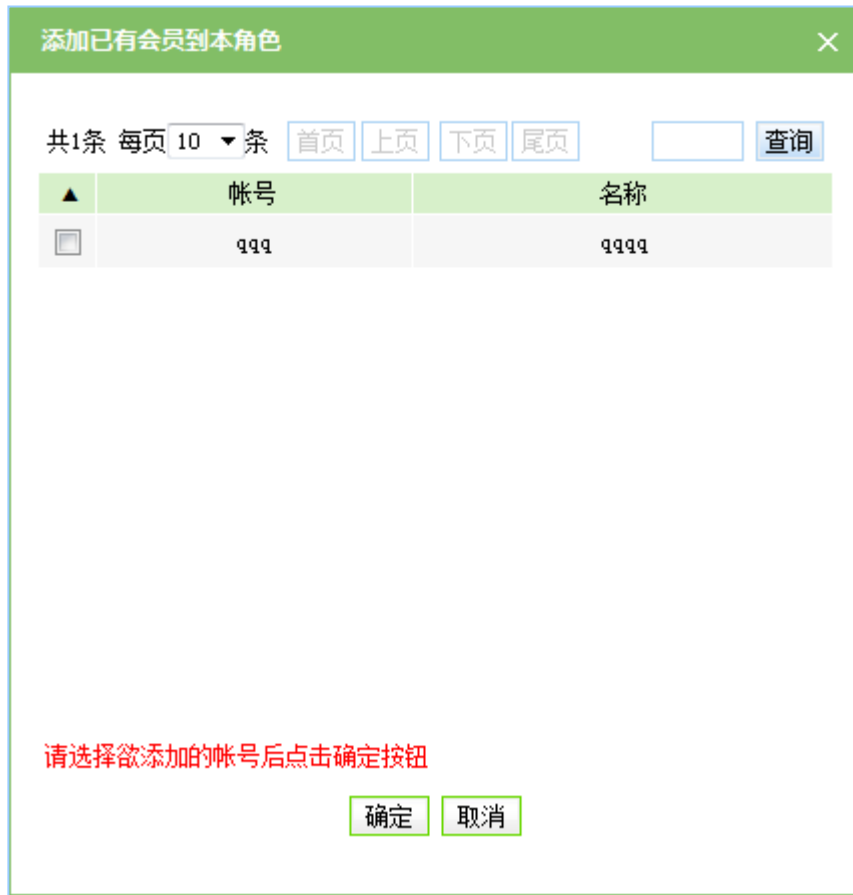 添加已有会员到本角色 ×
共1条 每页 10 ▼ 条 首页 上页 下页 尾页 查询
▲ 帐号 名称
qqq qqqq
请选择欲添加的帐号后点击确定按钮
确定 取消